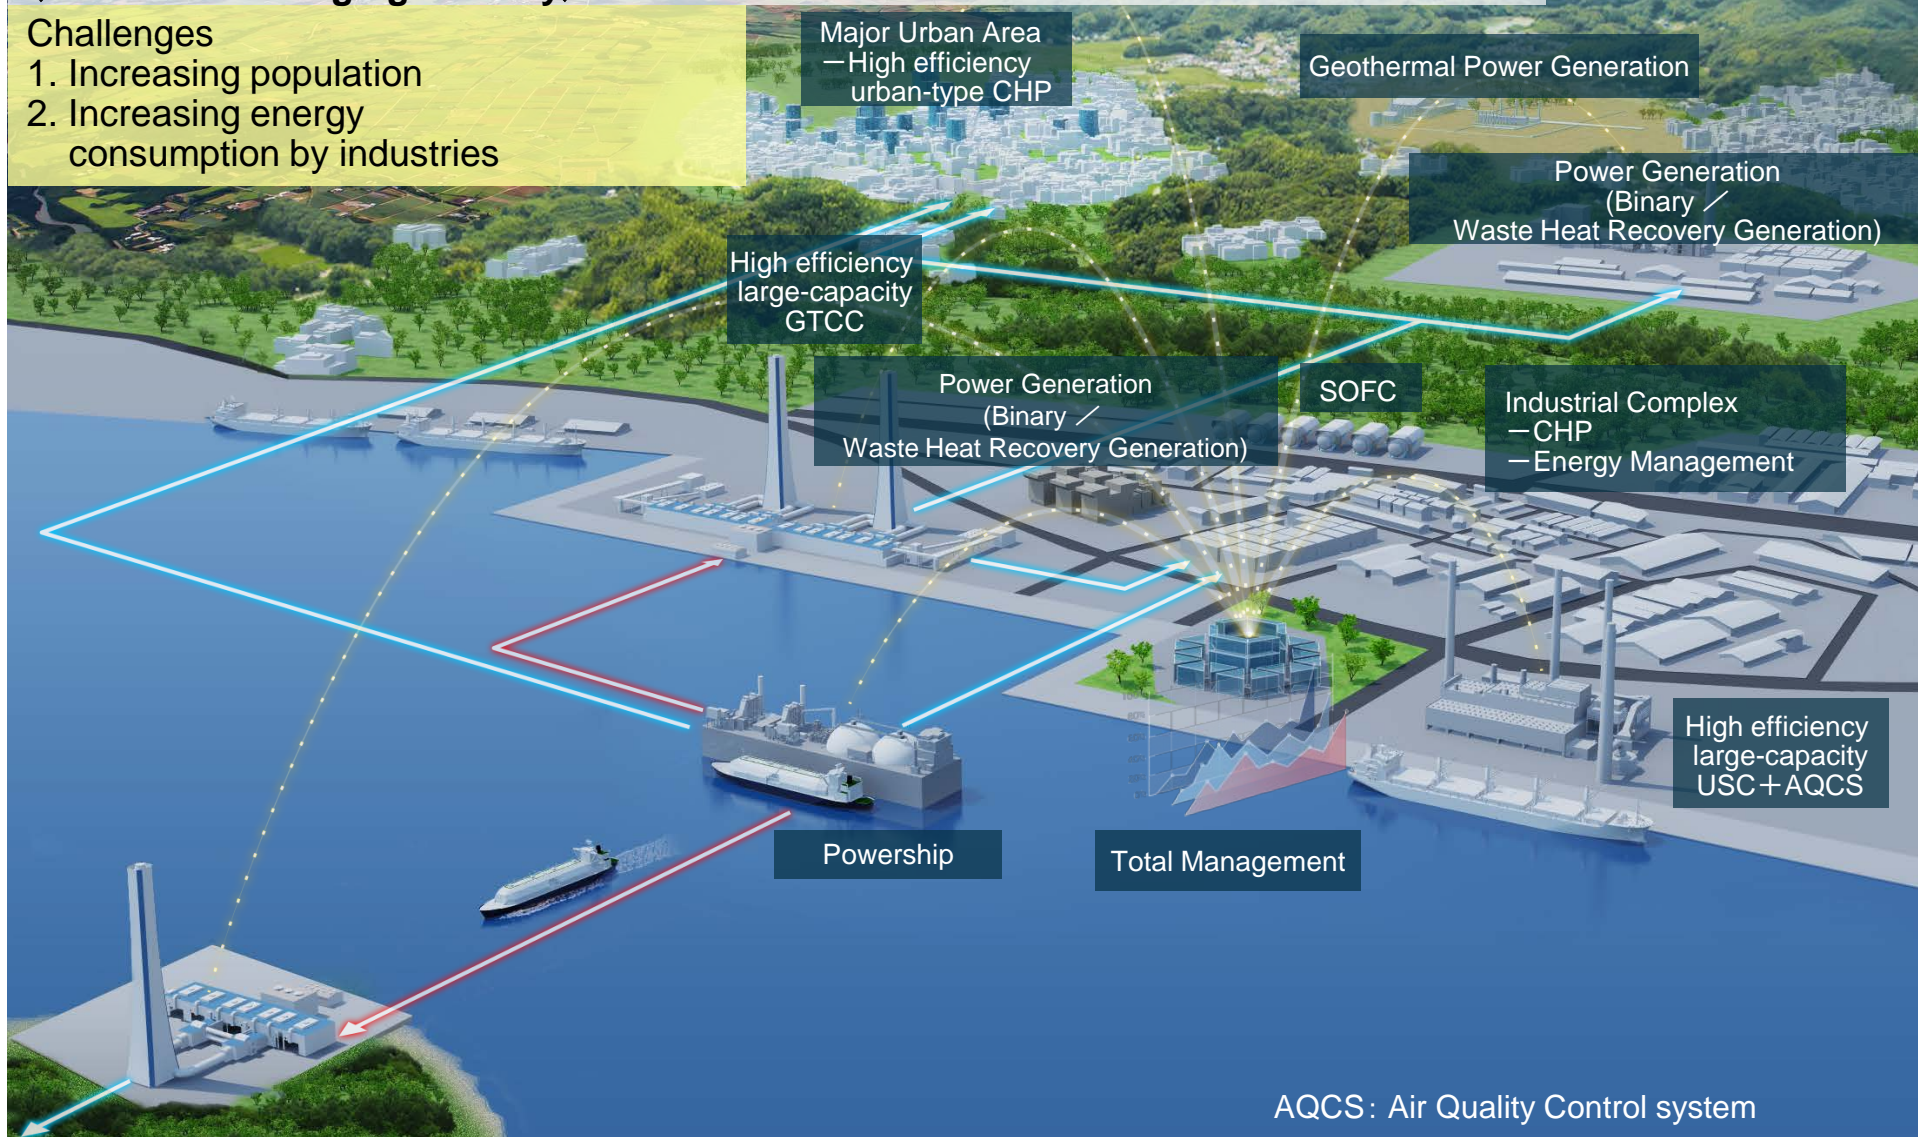 Challenges
1. Increasing population
2. Increasing energy
consumption by industries
Major Urban Area
－High efficiency
urban-type CHP
Geothermal Power Generation
Power Generation
(Binary ／
Waste Heat Recovery Generation)
High efficiency
large-capacity
GTCC
Power Generation
(Binary ／
Waste Heat Recovery Generation)
SOFC
Industrial Complex
－CHP
－Energy Management
High efficiency
large-capacity
USC＋AQCS
Powership
Total Management
AQCS： Air Quality Control system